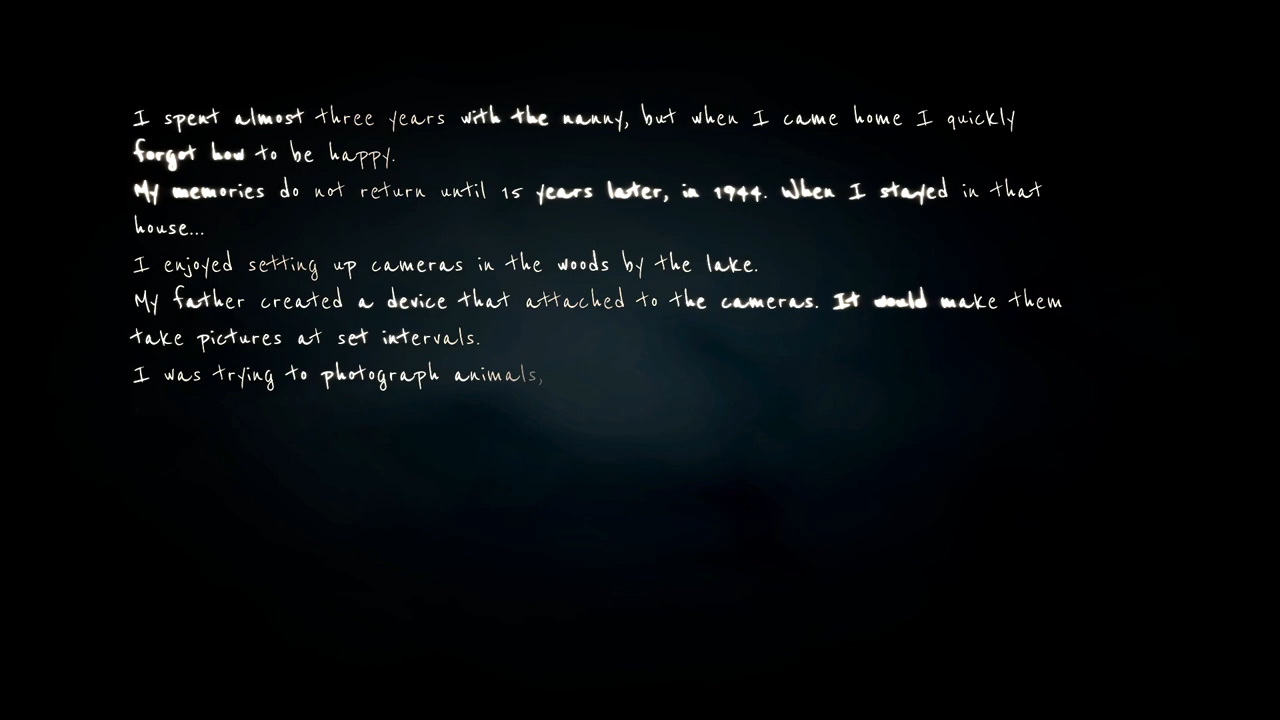 I spent almost three years with the nanny, but when I came home I quickly
forgot how to be happy.
My memories do not return until 15 years later, in 1944. When I stayed in that
house...
I enjoyed setting up cameras in the woods by the lake.
My father created a device that attached to the cameras. It would make them
take pictures at set intervals.
I was trying to photograph animals,